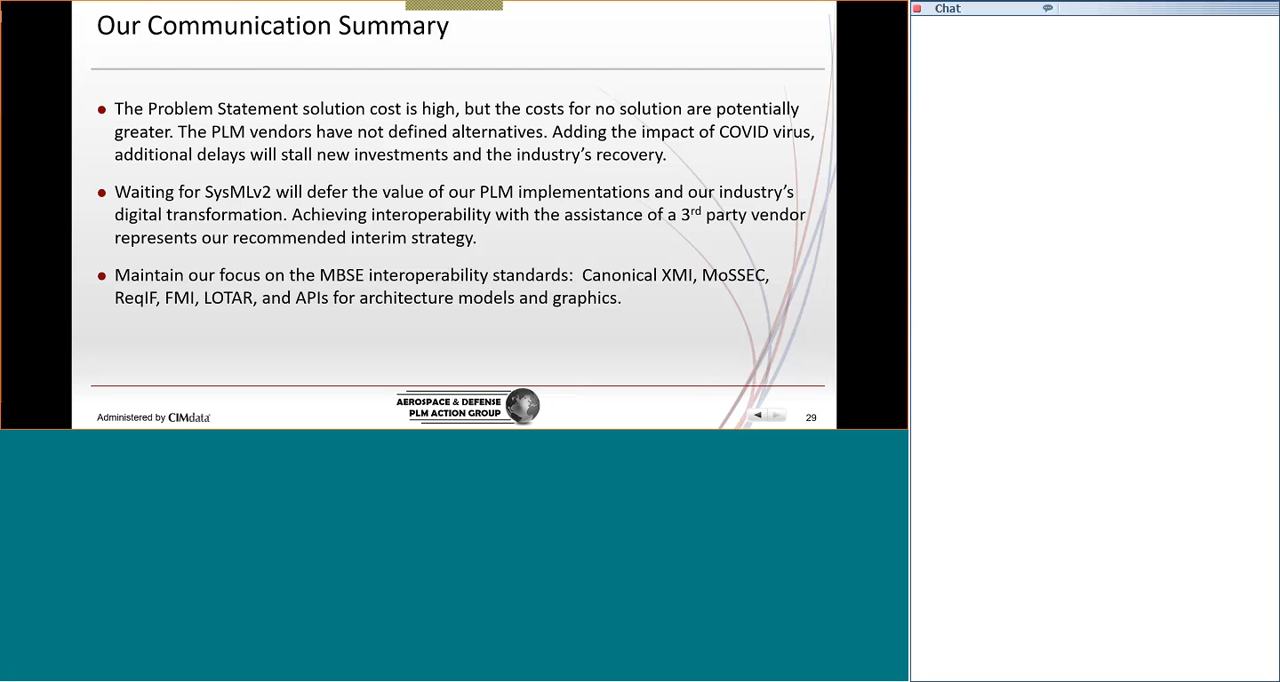 Our Communication Summary
Chat
• The Problem Statement solution cost is high, but the costs for no solution are potentially
greater. The PLM vendors have not defined alternatives. Adding the impact of COVID virus,
additional delays will stall new investments and the industry’s recovery.
• Waiting for SysMLv2 will defer the value of our PLM implementations and our industry’s
digital transformation. Achieving interoperability with the assistance of a 3rd party vendor
represents our recommended interim strategy.
• Maintain our focus on the MBSE interoperability standards:  Canonical XMI, MoSSEC,
ReqIF, FMI, LOTAR, and APIs for architecture models and graphics.
AEROSPACE & DEFENSE
PLM ACTION GROUP
Administered by CIMdata
29